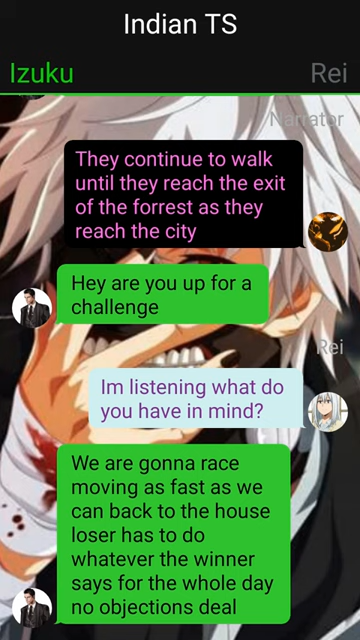 Indian TS
Izuku
Rei
Narrator
They continue to walk
until they reach the exit
of the forrest as they
reach the city
Hey are you up for a
challenge
Rei
Im listening what do
you have in mind?
We are gonna race
moving as fast as we
can back to the house
loser has to do
whatever the winner
says for the whole day
no objections deal